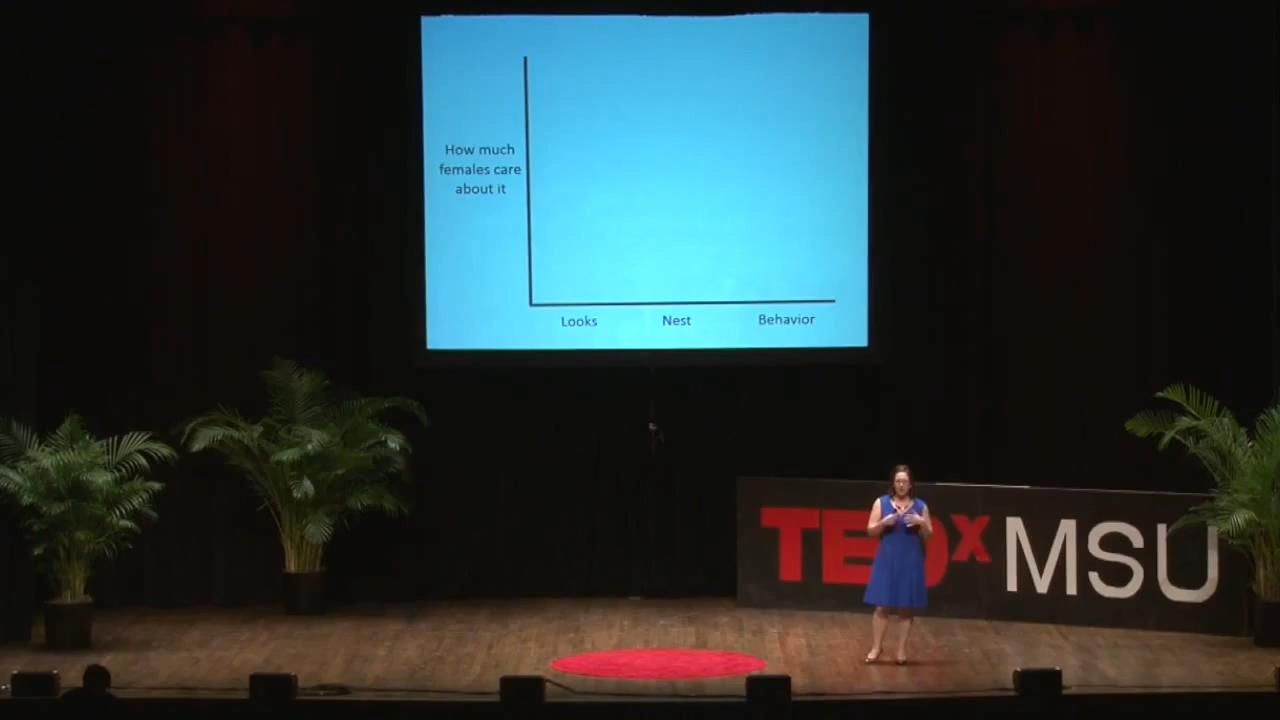 How much
females care
about it
Looks Nest Behavior
TEDx MSU